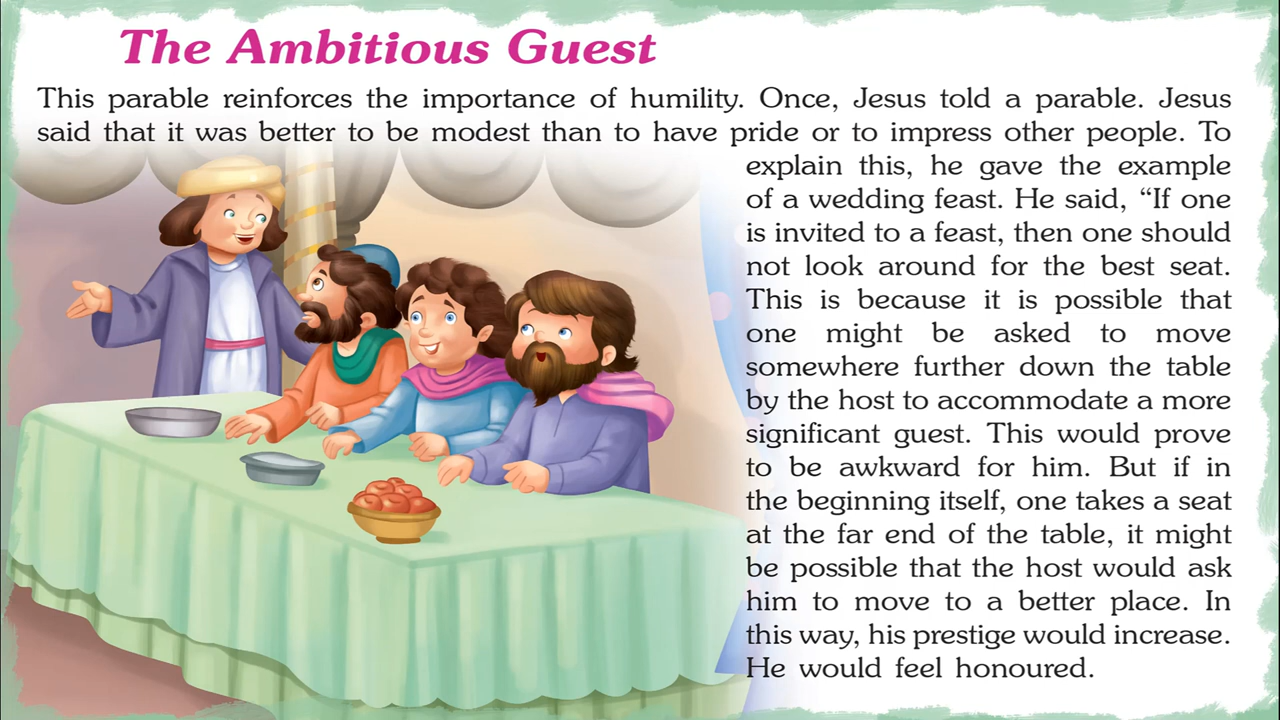 The Ambitious Guest
This parable reinforces the importance of humility. Once, Jesus told a parable. Jesus
said that it was better to be modest than to have pride or to impress other people. To
explain this, he gave the example
of a wedding feast. He said, “If one
is invited to a feast, then one should
not look around for the best seat.
This is because it is possible that
one might be asked to move
somewhere further down the table
by the host to accommodate a more
significant guest. This would prove
to be awkward for him. But if in
the beginning itself, one takes a seat
at the far end of the table, it might
be possible that the host would ask
him to move to a better place. In
this way, his prestige would increase.
He would feel honoured.